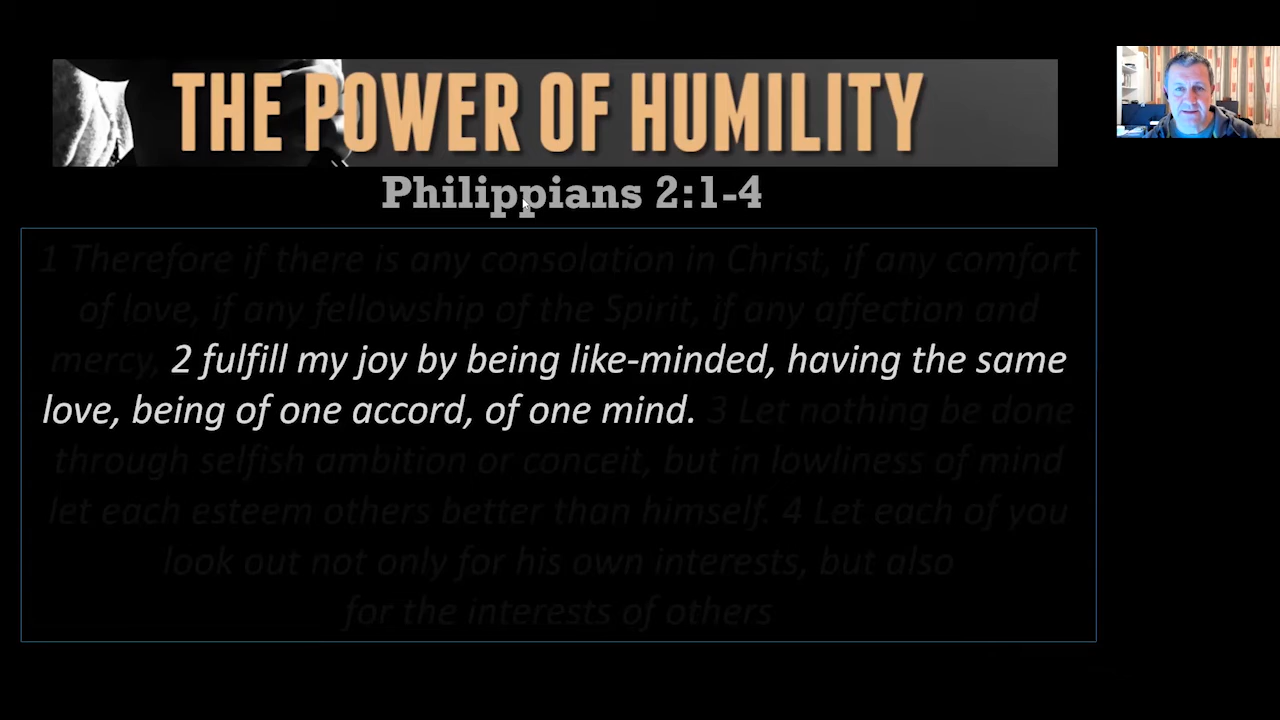 THE POWER OF HUMILITY
Philippians 2:1-4
1 Therefore if there is any consolation in Christ, if any comfort
of love, if any fellowship of the Spirit, if any affection and
mercy, 2 fulfill my joy by being like-minded, having the same
love, being of one accord, of one mind. 3 Let nothing be done
through selfish ambition or conceit, but in lowliness of mind
let each esteem others better than himself. 4 Let each of you
look out not only for his own interests, but also
for the interests of others